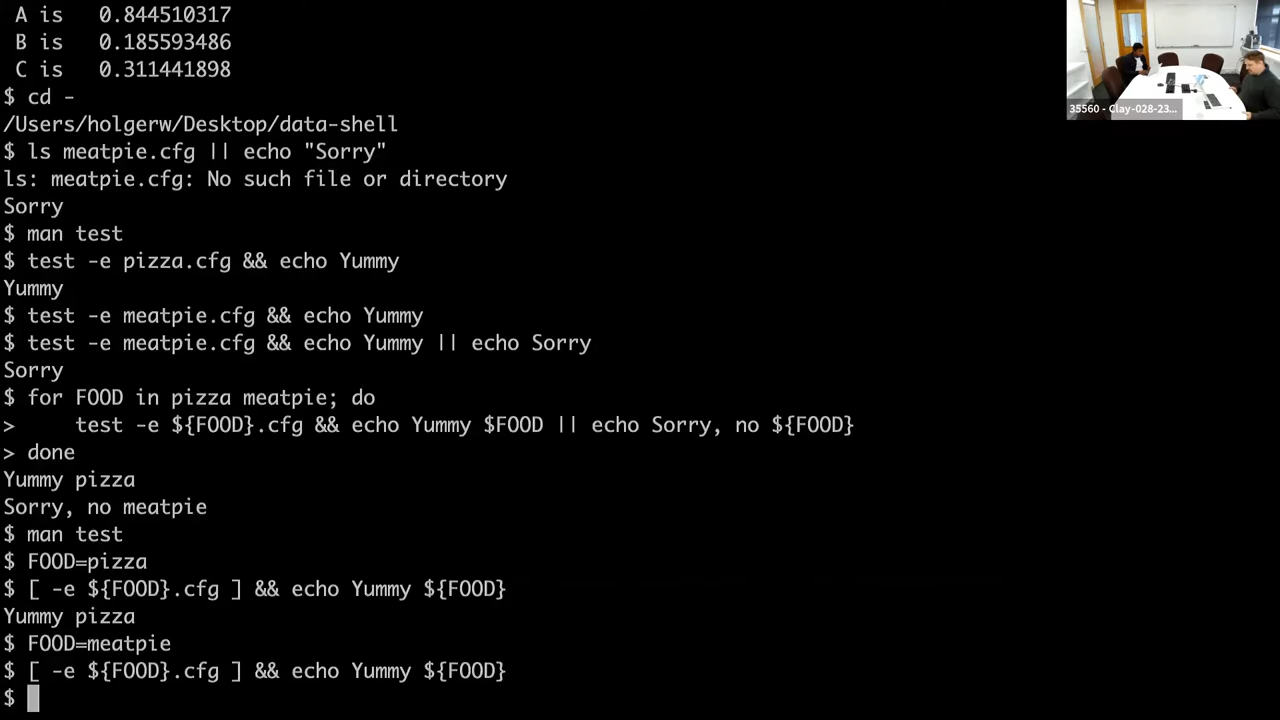 A is   0.844510317
B is   0.185593486
C is   0.311441898
$ cd -
/Users/holgerw/Desktop/data-shell
$ ls meatpie.cfg || echo "Sorry"
ls: meatpie.cfg: No such file or directory
Sorry
$ man test
$ test -e pizza.cfg && echo Yummy
Yummy
$ test -e meatpie.cfg && echo Yummy
$ test -e meatpie.cfg && echo Yummy || echo Sorry
Sorry
$ for FOOD in pizza meatpie; do
>     test -e ${FOOD}.cfg && echo Yummy $FOOD || echo Sorry, no ${FOOD}
> done
Yummy pizza
Sorry, no meatpie
$ man test
$ FOOD=pizza
$ [ -e ${FOOD}.cfg ] && echo Yummy ${FOOD}
Yummy pizza
$ FOOD=meatpie
$ [ -e ${FOOD}.cfg ] && echo Yummy ${FOOD}
$
35560 - Clay-028-23...